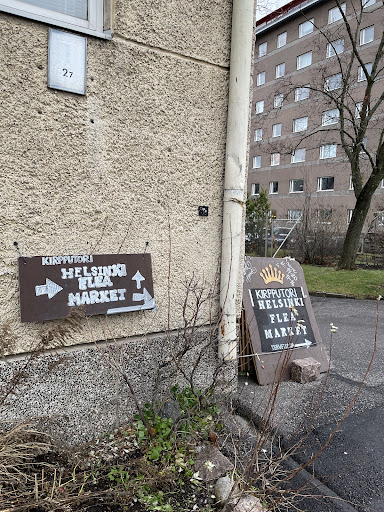 27
KIRPPUTORI
HELSINKI
FLEA
MARKET
KIRPPUTORI
HELSINKI
FLEA
MARKET